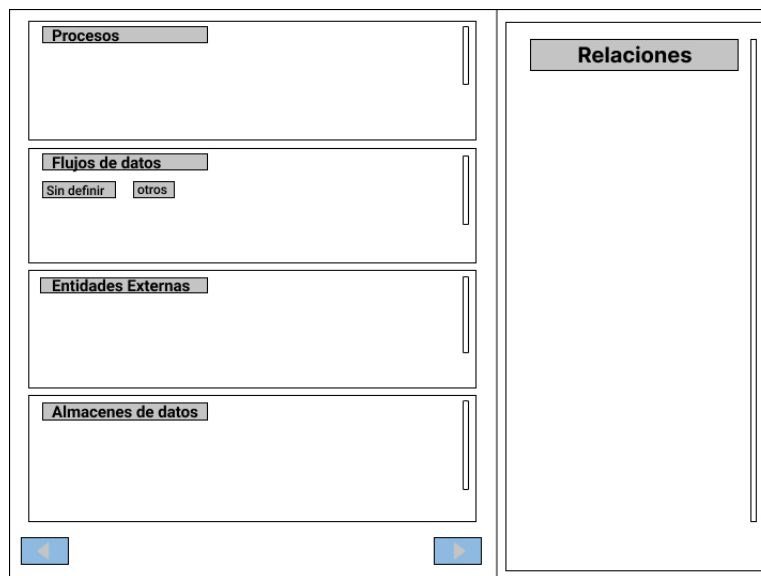 Procesos
Flujos de datos
Sin definir otros
Entidades Externas
Almacenes de datos
Relaciones